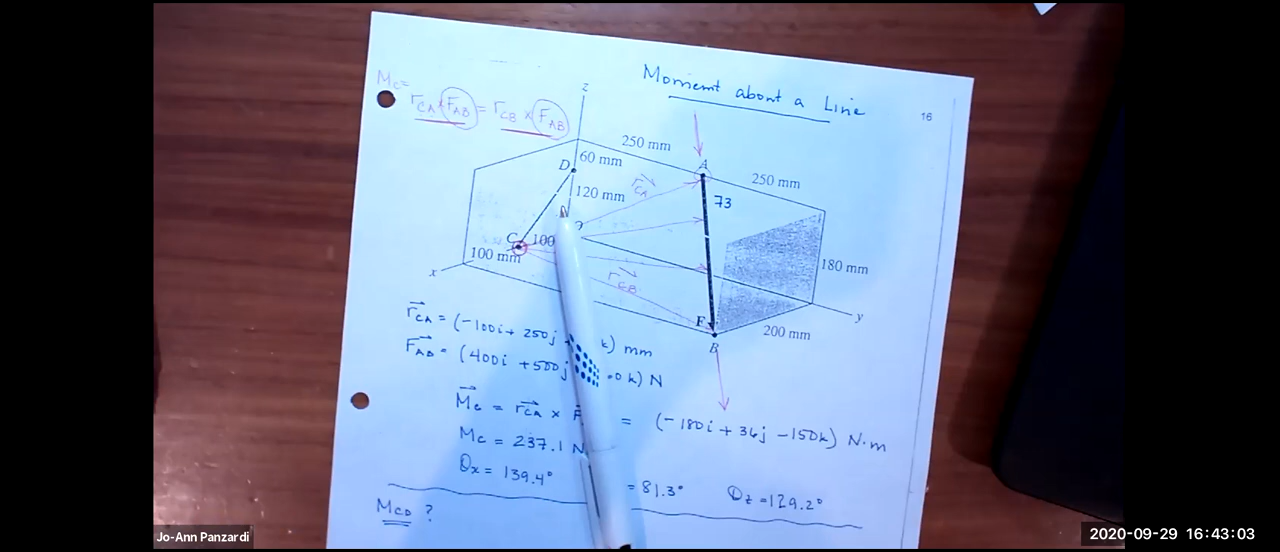 Moment about a Line
16
Mc=
rCA × FAB = rCB × FAB
z
250 mm
D
60 mm
A
250 mm
120 mm
rCA
73
C
100
100 mm
x
rCB
180 mm
F
B
200 mm
y
rCA = (-100i + 250j k) mm
FAB = (400i + 500j 0k) N
Mc = rCA × F = (-180i + 36j - 150k) N·m
Mc = 237.1 N
θx = 139.4° = 81.3° θz = 129.2°
MCD ?
Jo-Ann Panzardi
2020-09-29 16:43:03